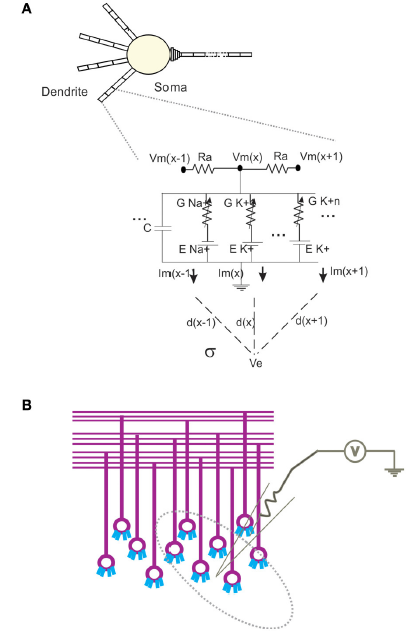 A
Dendrite
Soma
Vm(x-1) Ra Vm(x) Ra Vm(x+1)
G Na+ G K+s G K+n
... ...
C ...
E Na+ E K+ E K+
Im(x-1) Im(x) Im(x+1)
d(x-1) d(x) d(x+1)
σ
Ve
B
V